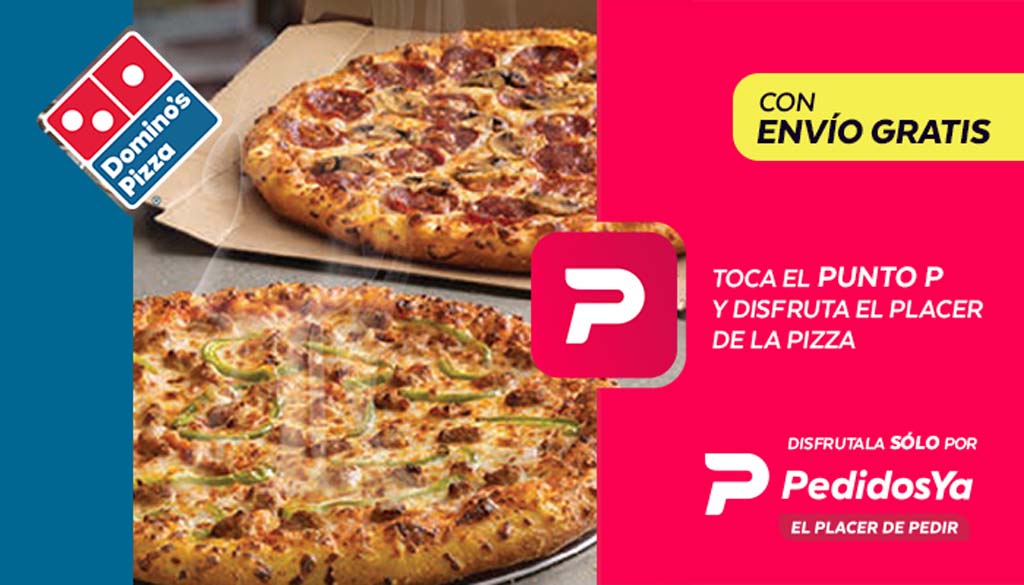 Domino's
Pizza
®
CON
ENVÍO GRATIS
P
TOCA EL PUNTO P
Y DISFRUTA EL PLACER
DE LA PIZZA
DISFRUTALA SÓLO POR
P PedidosYa
EL PLACER DE PEDIR